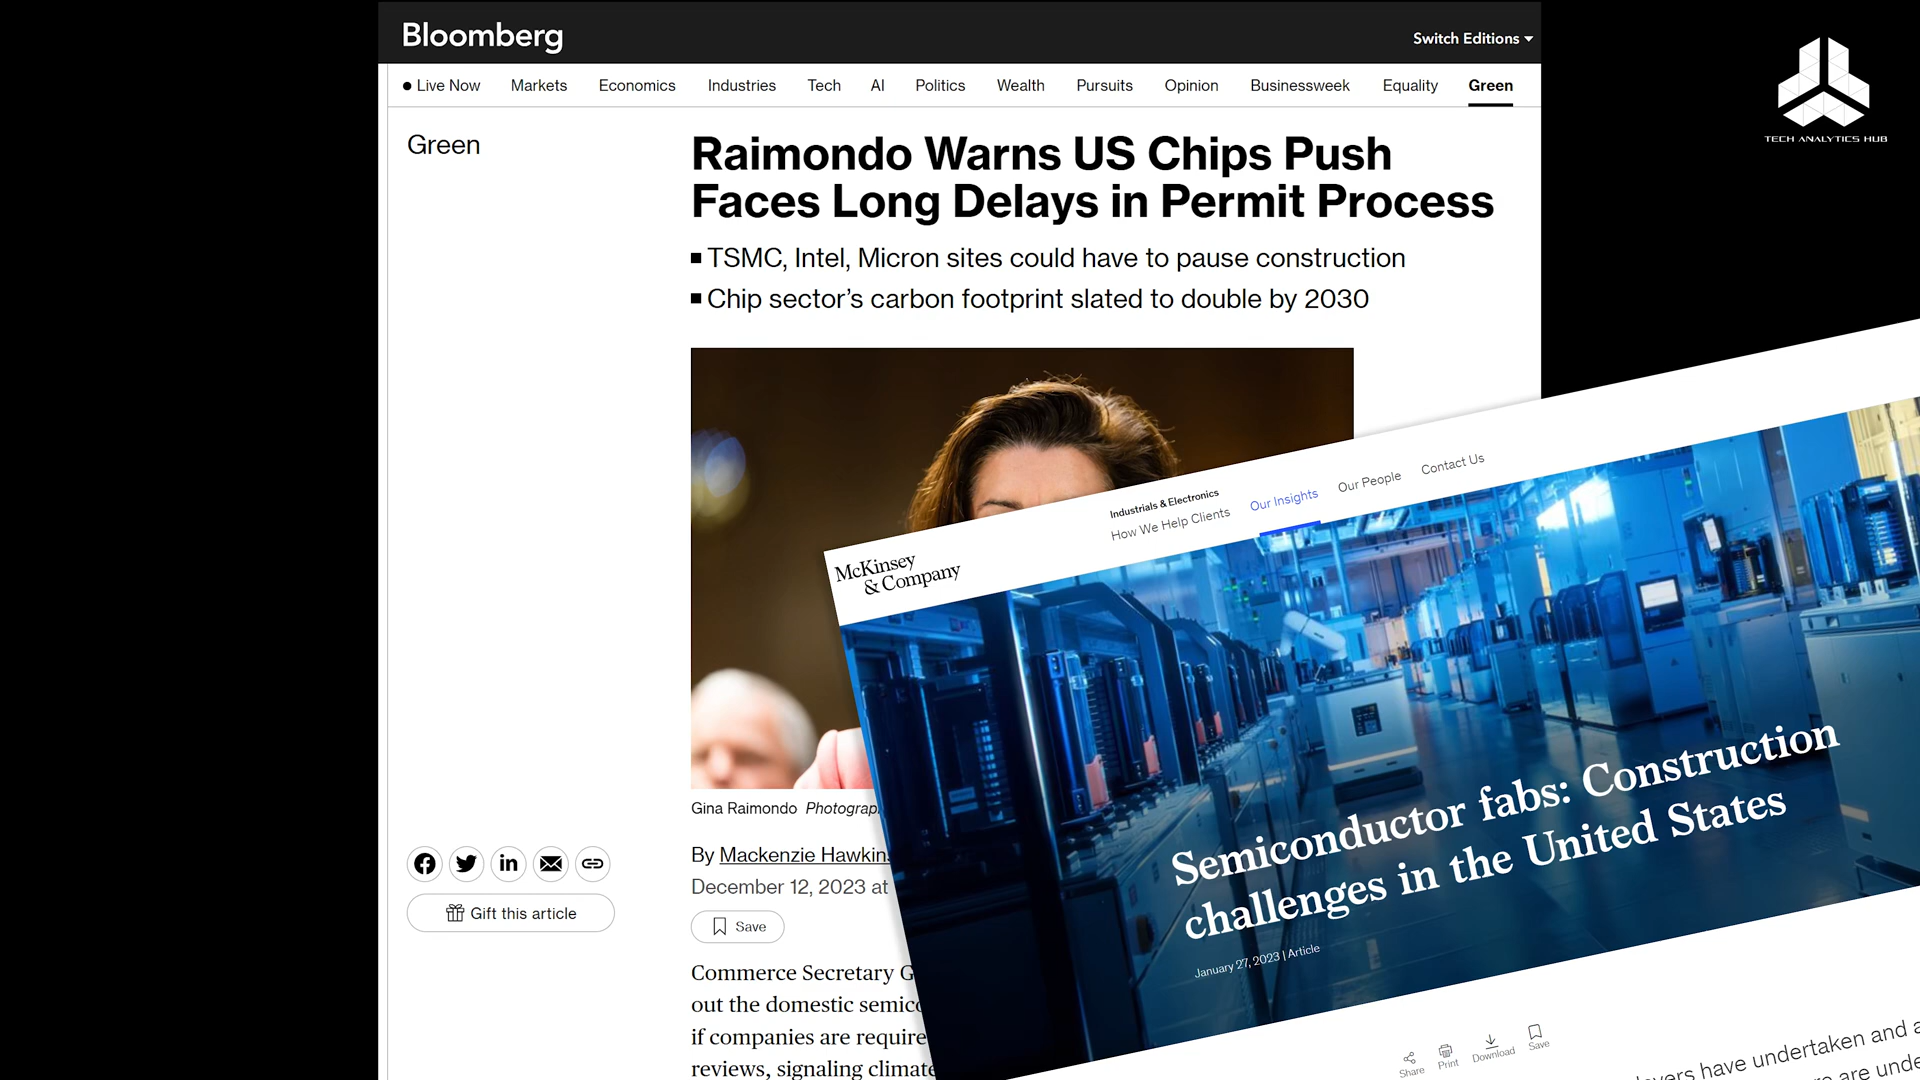 Bloomberg
Switch Editions
Live Now Markets Economics Industries Tech AI Politics Wealth Pursuits Opinion Businessweek Equality Green
Green
Raimondo Warns US Chips Push
Faces Long Delays in Permit Process
TSMC, Intel, Micron sites could have to pause construction
Chip sector’s carbon footprint slated to double by 2030
Gina Raimondo
By Mackenzie
December 12, 2023 at
Save
Gift this article
Commerce Secretary
out the domestic
if companies are
reviews, signaling
TECH ANALYTICS HUB
McKinsey
& Company
Industrials & Electronics
How We Help Clients Our Insights Our People Contact Us
Semiconductor fabs: Construction
challenges in the United States
January 27, 2023 | Article
Share Print Download Save
have undertaken and
are